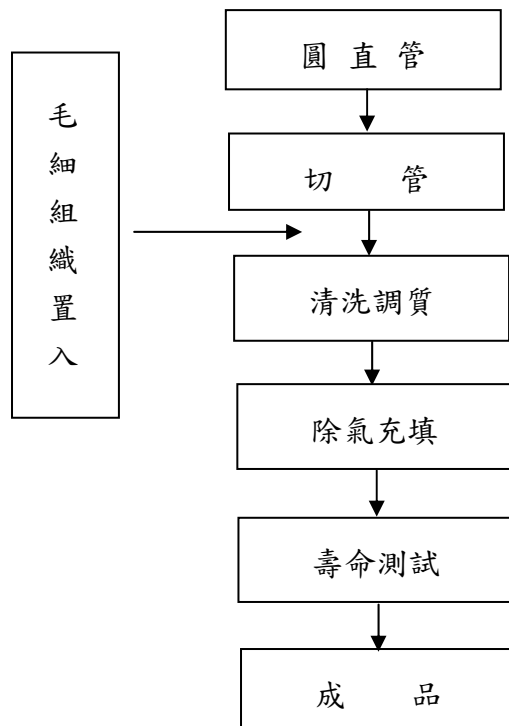 圓 直 管
毛細組織置入
切 管
清洗調質
除氣充填
壽命測試
成 品